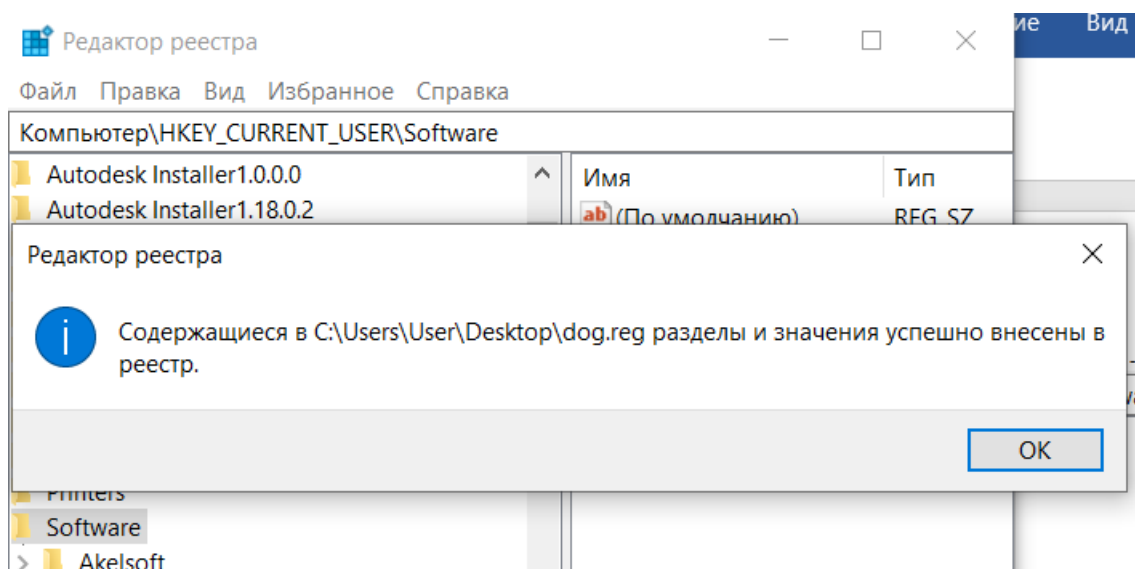 Редактор реестра
ие Вид
Файл Правка Вид Избранное Справка
Компьютер\HKEY_CURRENT_USER\Software
Autodesk Installer1.0.0.0
Autodesk Installer1.18.0.2
Имя Тип
ab (По умолчанию) REG_SZ
Редактор реестра
Содержащиеся в C:\Users\User\Desktop\dog.reg разделы и значения успешно внесены в
реестр.
OK
Printers
Software
Akelsoft